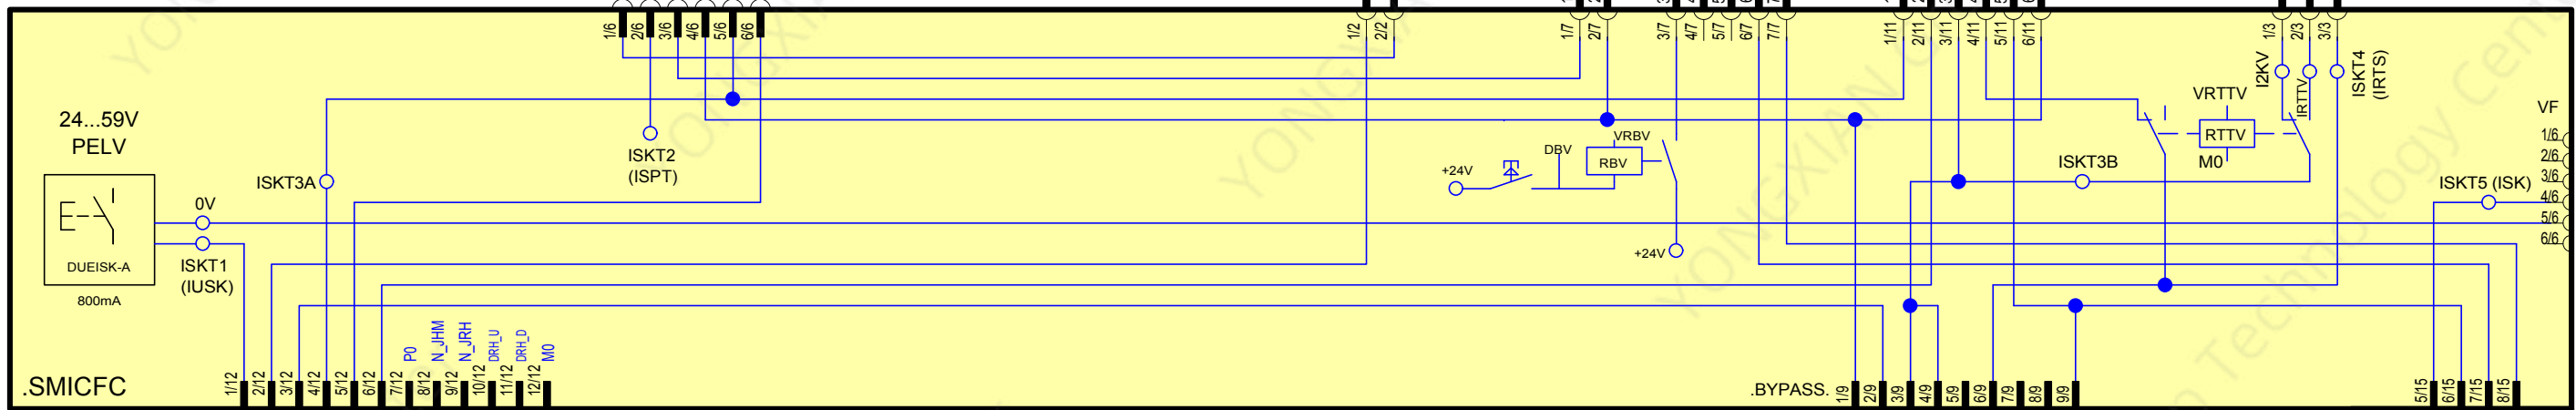 1/6 2/6 3/6 4/6 5/6 6/6
1/2 2/2
1/7 2/7 3/7 4/7 5/7 6/7 7/7
1/11 2/11 3/11 4/11 5/11 6/11
1/3 2/3 3/3
I2KV
IRTTV
ISKT4
(IRTS)
24...59V
PELV
DUEISK-A
800mA
0V
ISKT1
(IUSK)
ISKT3A
ISKT2
(ISPT)
+24V
DBV
VRBV
RBV
+24V
VRTTV
RTTV
M0
ISKT3B
ISKT5 (ISK)
VF
1/6
2/6
3/6
4/6
5/6
6/6
P0
N_JHM
N_JRH
DRH_U
DRH_D
M0
.SMICFC
1/12 2/12 3/12 4/12 5/12 6/12 7/12 8/12 9/12 10/12 11/12 12/12
.BYPASS.
1/9 2/9 3/9 4/9 5/9 6/9 7/9 8/9 9/9
5/15 6/15 7/15 8/15
YONGXIAN
YONGXIAN
YONGXIAN
Technology